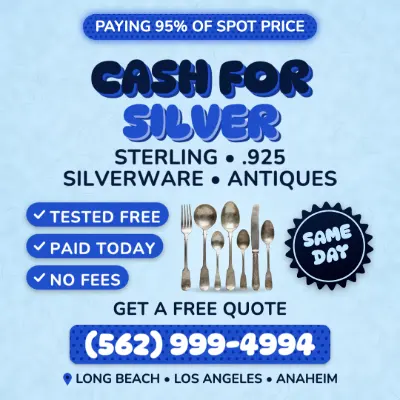 PAYING 95% OF SPOT PRICE
CASH FOR
SILVER
STERLING • .925
SILVERWARE • ANTIQUES
✓ TESTED FREE
✓ PAID TODAY
✓ NO FEES
SAME
DAY
GET A FREE QUOTE
(562) 999-4994
LONG BEACH • LOS ANGELES • ANAHEIM